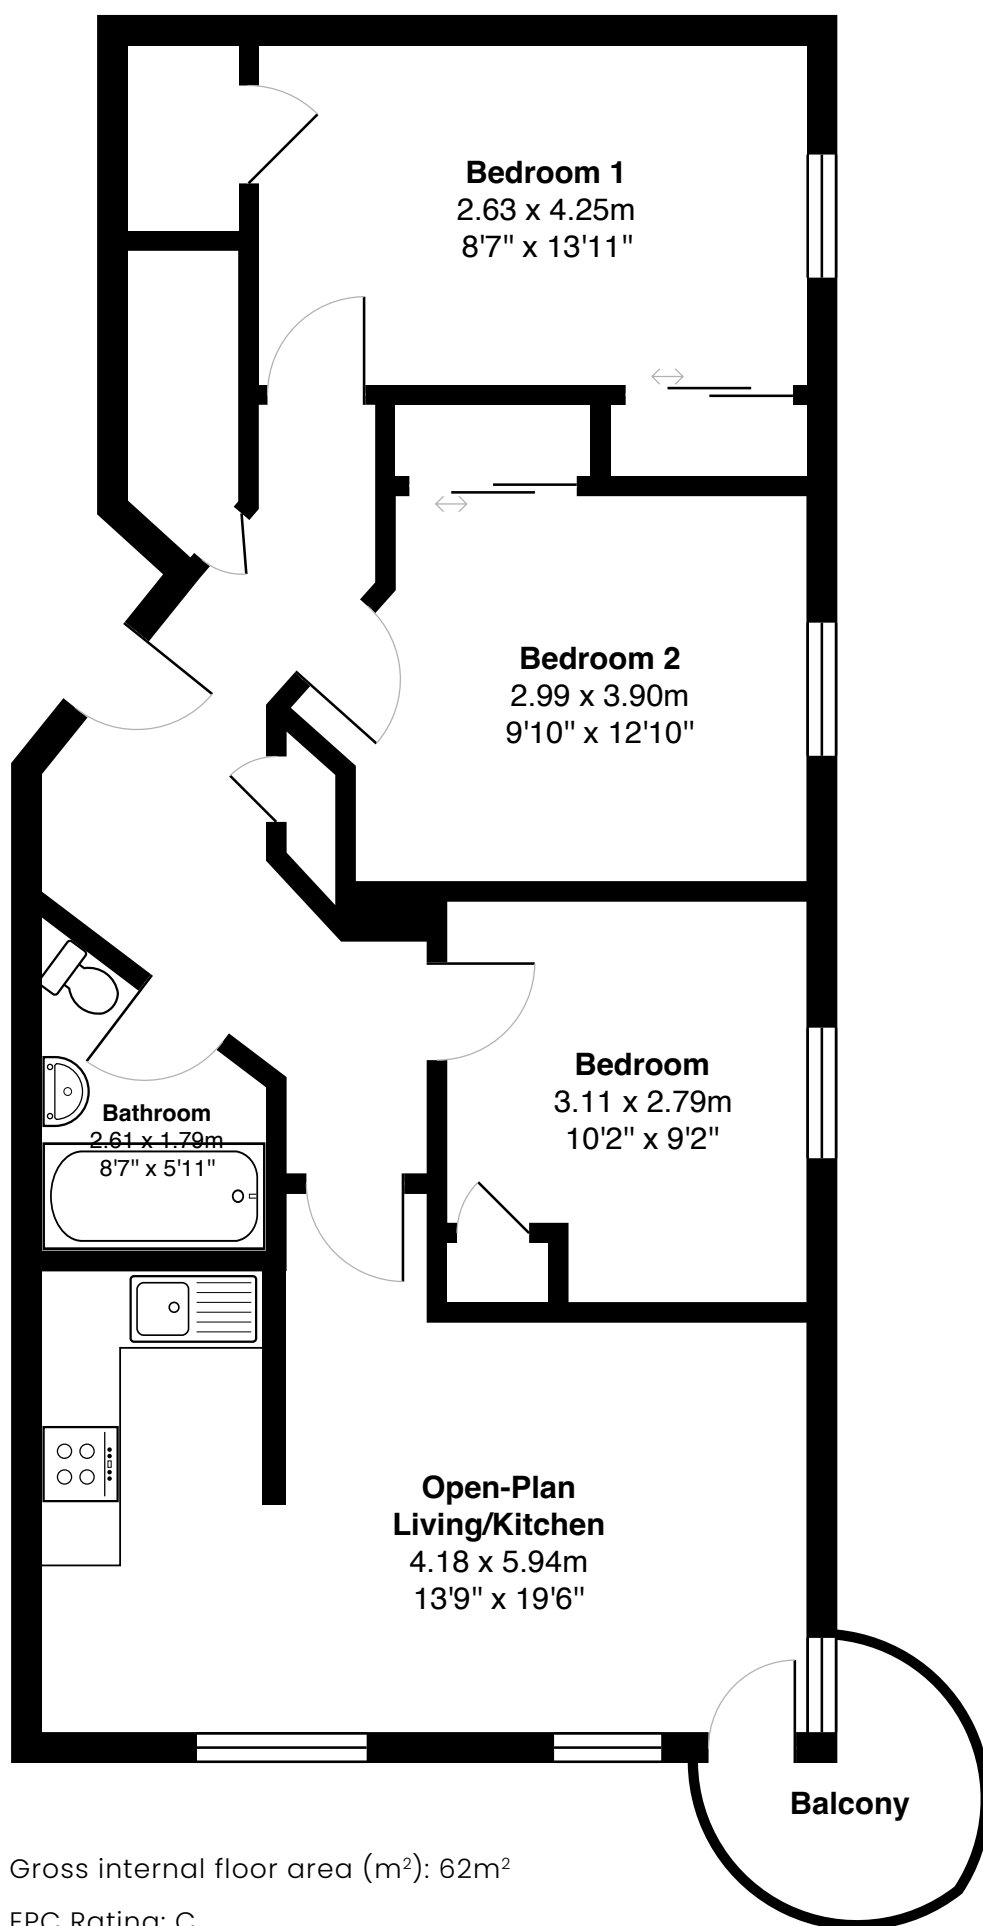 Bedroom 1
2.63 x 4.25m
8'7" x 13'11"
Bedroom 2
2.99 x 3.90m
9'10" x 12'10"
Bedroom
3.11 x 2.79m
10'2" x 9'2"
Bathroom
2.61 x 1.79m
8'7" x 5'11"
Open-Plan
Living/Kitchen
4.18 x 5.94m
13'9" x 19'6"
Balcony
Gross internal floor area (m²): 62m²
EPC Rating: C